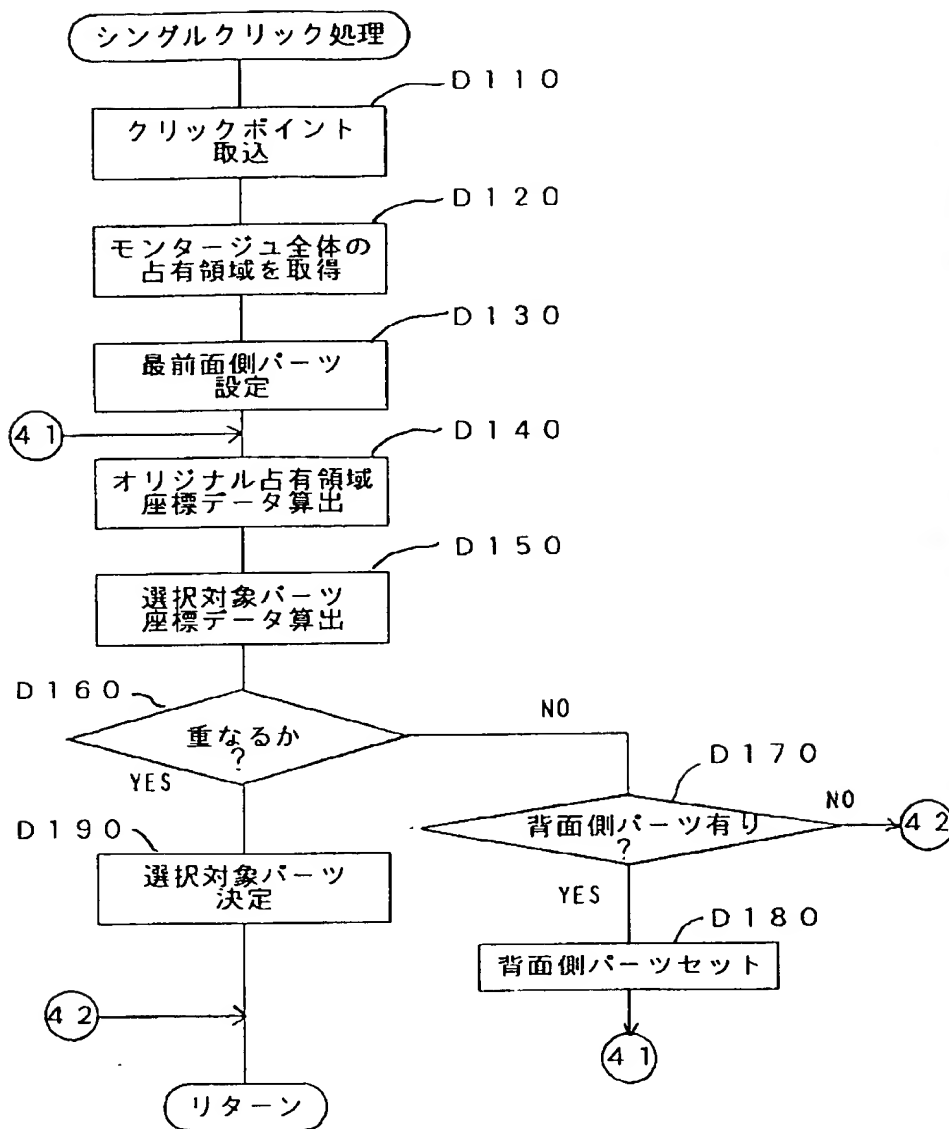 シングルクリック処理
D110
クリックポイント
取込
D120
モンタージュ全体の
占有領域を取得
D130
最前面側パーツ
設定
41
D140
オリジナル占有領域
座標データ算出
D150
選択対象パーツ
座標データ算出
D160
重なるか
?
NO
YES
D170
背面側パーツ有り
?
NO
42
YES
D190
選択対象パーツ
決定
D180
背面側パーツセット
42
41
リターン